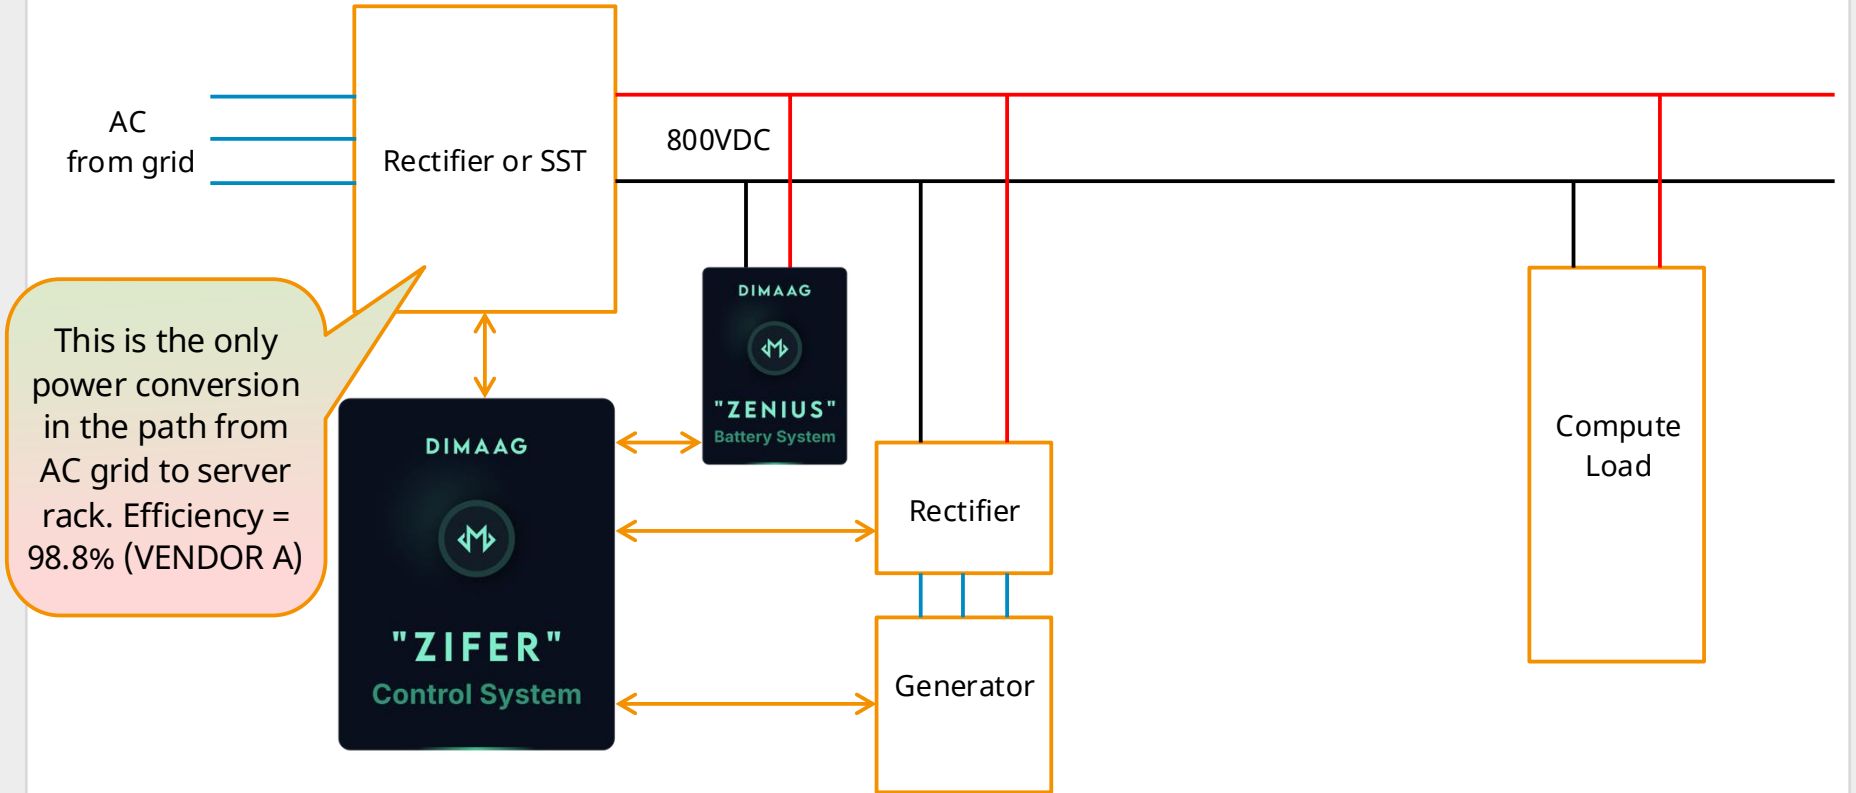 AC
from grid
Rectifier or SST
800VDC
This is the only
power conversion
in the path from
AC grid to server
rack. Efficiency =
98.8% (VENDOR A)
DIMAAG
"ZENIUS"
Battery System
DIMAAG
"ZIFER"
Control System
Rectifier
Generator
Compute
Load